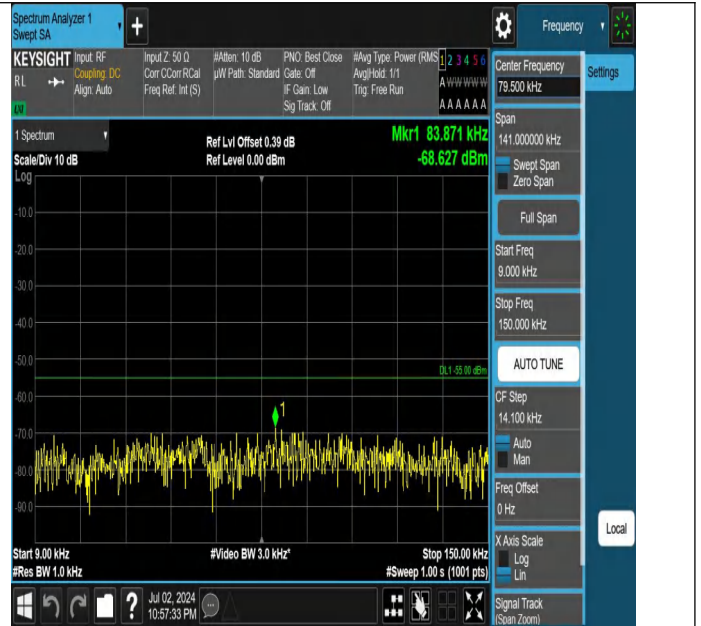 Spectrum Analyzer 1
Swept SA
Frequency
KEYSIGHT
RL
LXI
Input: RF
Coupling: DC
Align: Auto
Input Z: 50 Ω
Corr CCorr RCal
Freq Ref: Int (S)
#Atten: 10 dB
µW Path: Standard
PNO: Best Close
Gate: Off
IF Gain: Low
Sig Track: Off
#Avg Type: Power (RMS
Avg|Hold: 1/1
Trig: Free Run
1 2 3 4 5 6
A W W W W W
A A A A A A
1 Spectrum
Scale/Div 10 dB
Log
Ref Lvl Offset 0.39 dB
Ref Level 0.00 dBm
Mkr1 83.871 kHz
-68.627 dBm
-10.0
-20.0
-30.0
-40.0
-50.0
DL1 -55.00 dBm
-60.0
1
-70.0
-80.0
-90.0
Start 9.00 kHz
#Res BW 1.0 kHz
#Video BW 3.0 kHz*
Stop 150.00 kHz
#Sweep 1.00 s (1001 pts)
Center Frequency
79.500 kHz
Settings
Span
141.000000 kHz
Swept Span
Zero Span
Full Span
Start Freq
9.000 kHz
Stop Freq
150.000 kHz
AUTO TUNE
CF Step
14.100 kHz
Auto
Man
Freq Offset
0 Hz
X Axis Scale
Log
Lin
Signal Track
(Span Zoom)
Local
?
Jul 02, 2024
10:57:33 PM